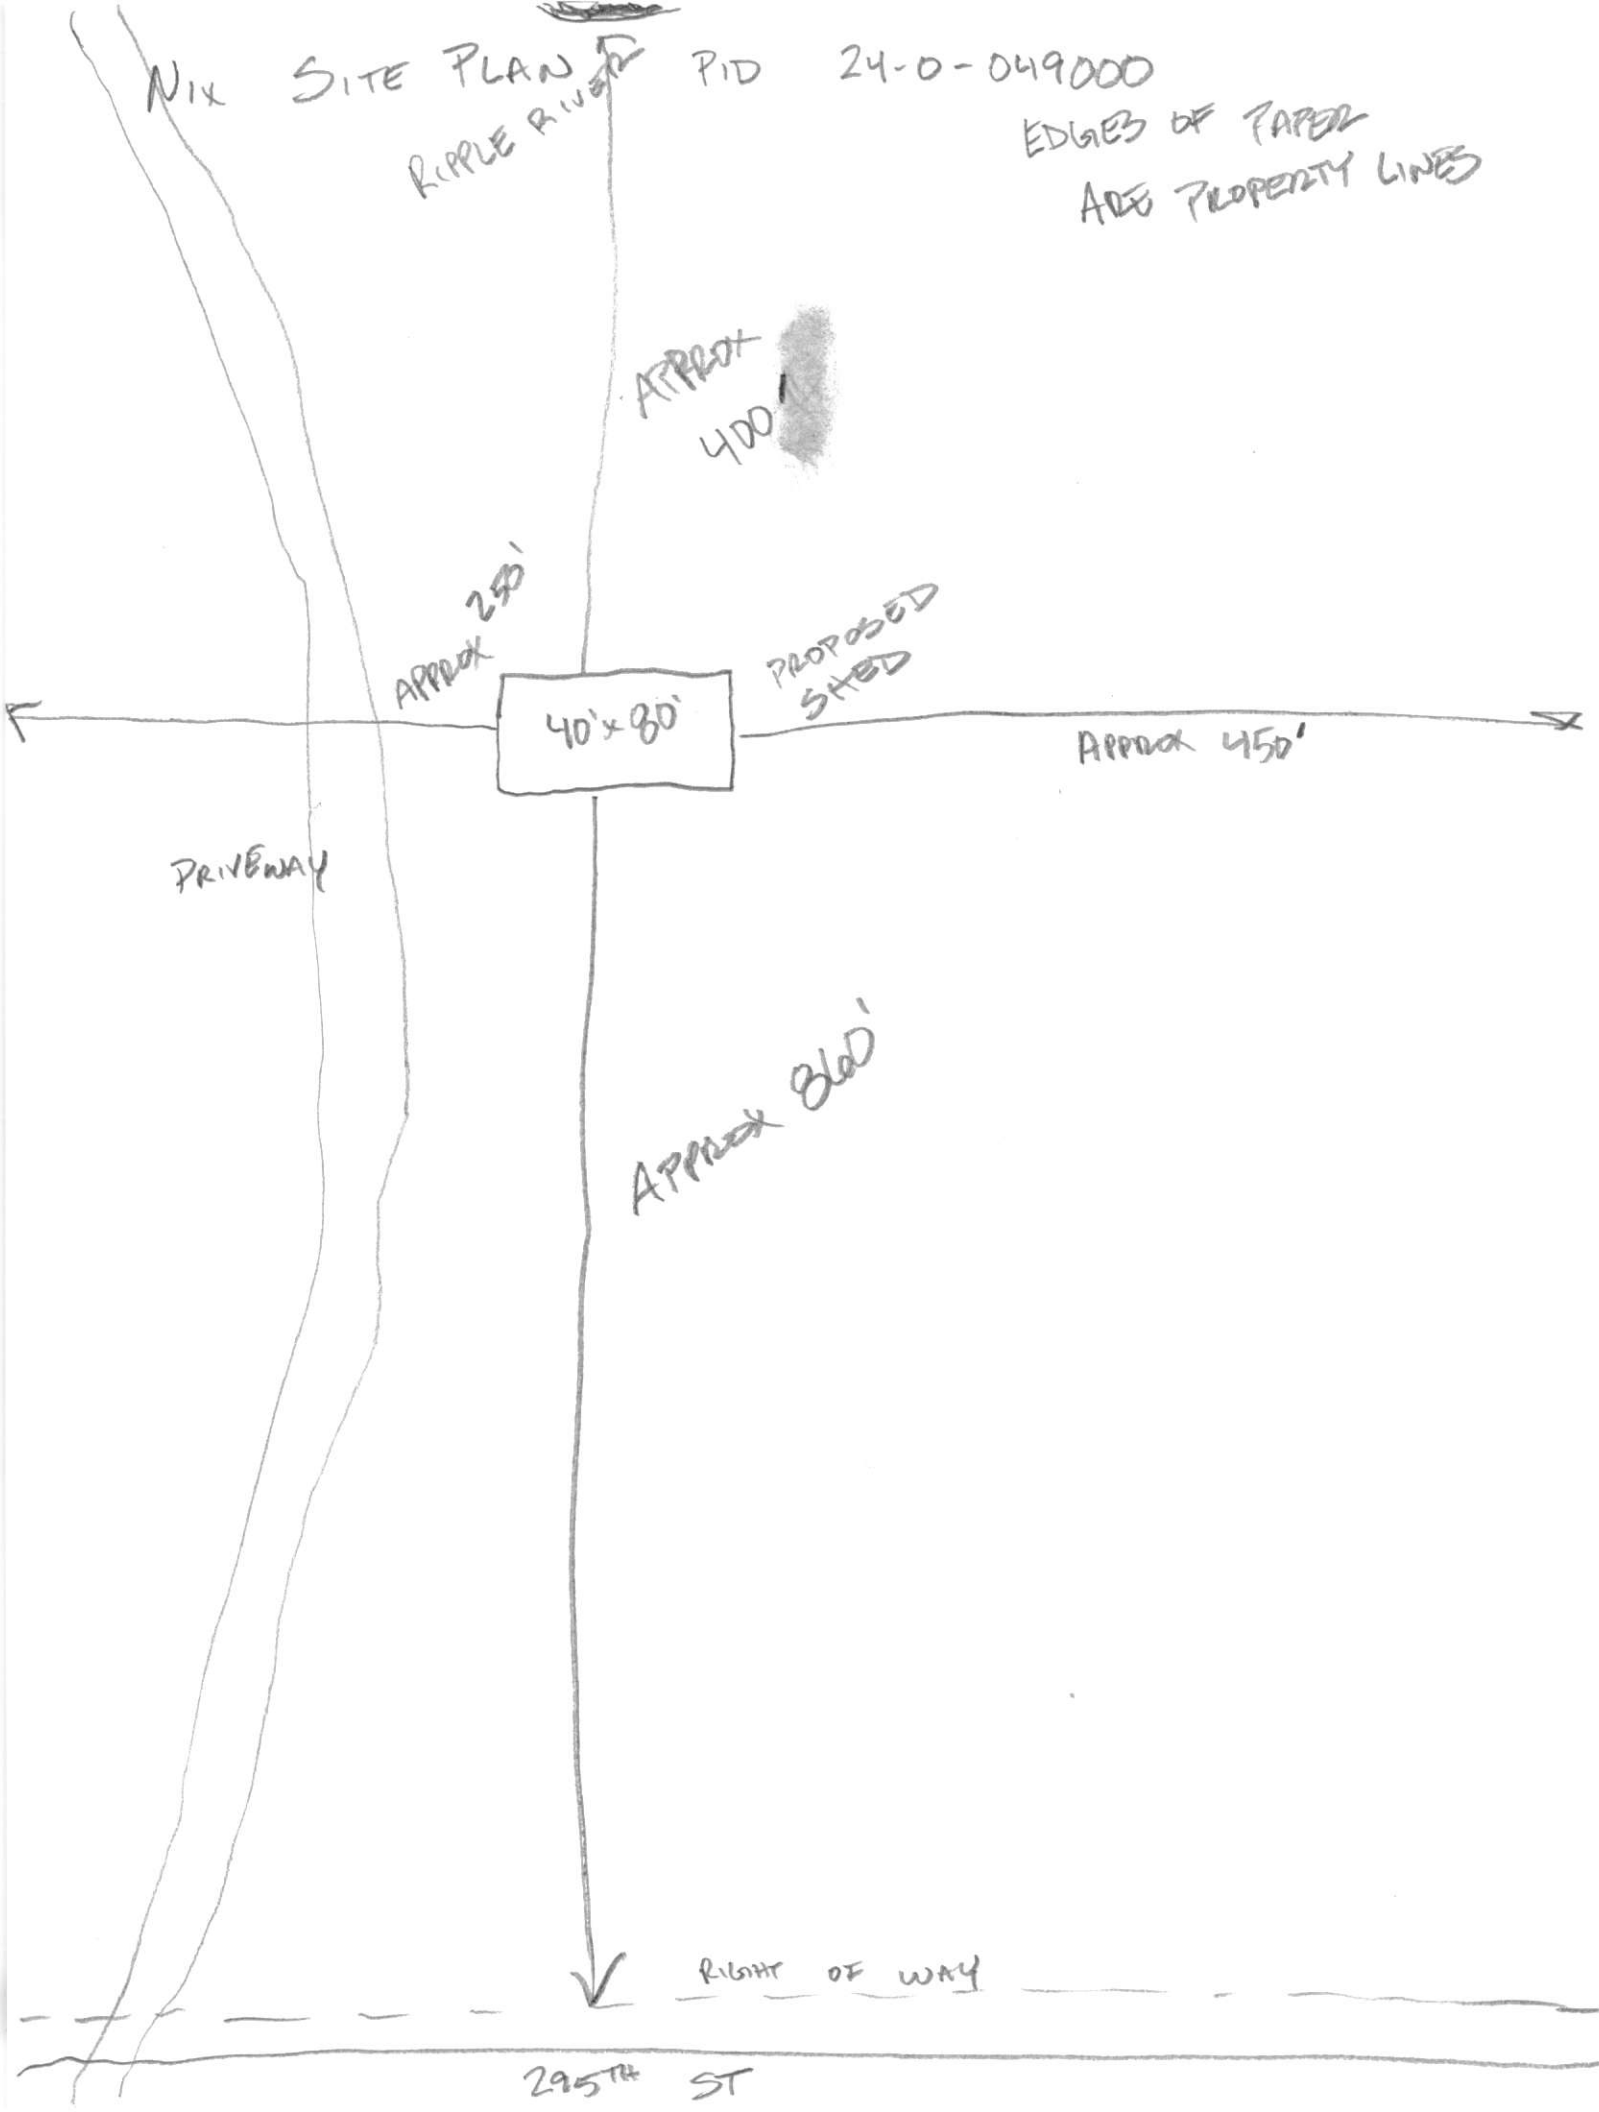 NIX SITE PLAN PID 24-0-049000
EDGES OF PAPER
ARE PROPERTY LINES
RIPPLE RIVER
APPROX
400'
APPROX 250'
PROPOSED
SHED
40' x 80'
APPROX 450'
DRIVEWAY
APPROX 860'
RIGHT OF WAY
295TH ST